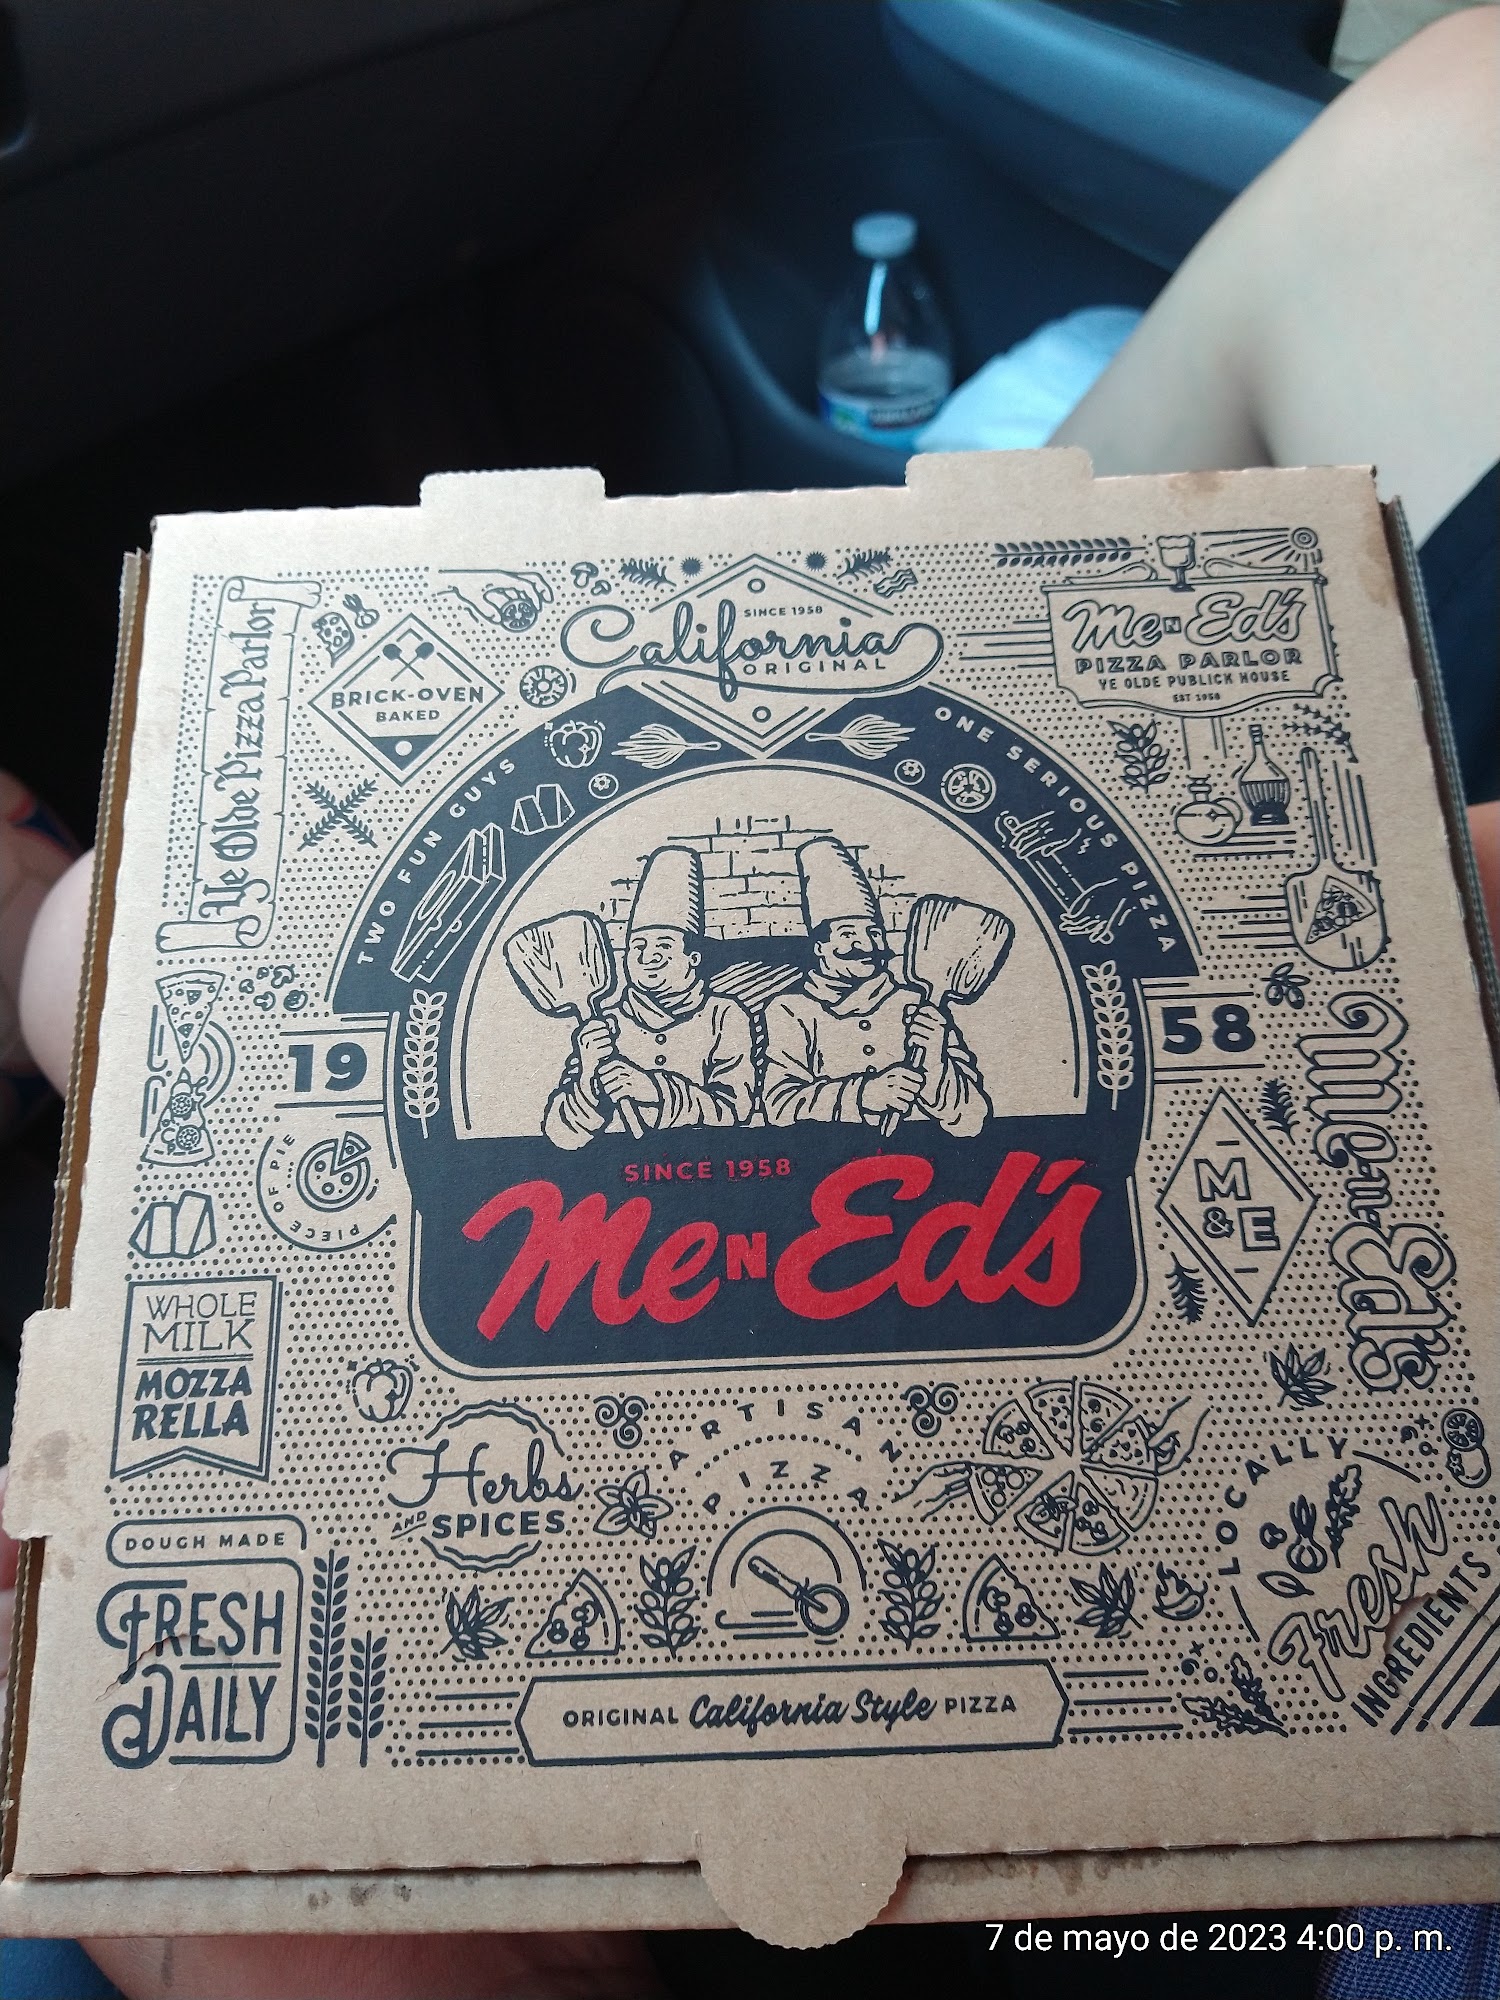 Ye Olde Pizza Parlor
BRICK-OVEN
BAKED
SINCE 1958
California
ORIGINAL
Me N Ed's
PIZZA PARLOR
YE OLDE PUBLICK HOUSE
EST 1958
TWO FUN GUYS
ONE SERIOUS PIZZA
19
58
PIECE OF PIE
PIECE OF PIE
SINCE 1958
Me N Ed's
M
& E
Me-n-Ed's
WHOLE
MILK
MOZZA
RELLA
Herbs
AND SPICES
ARTISAN
PIZZA
LOCALLY
Fresh
INGREDIENTS
DOUGH MADE
FRESH
DAILY
ORIGINAL California Style PIZZA
7 de mayo de 2023 4:00 p. m.